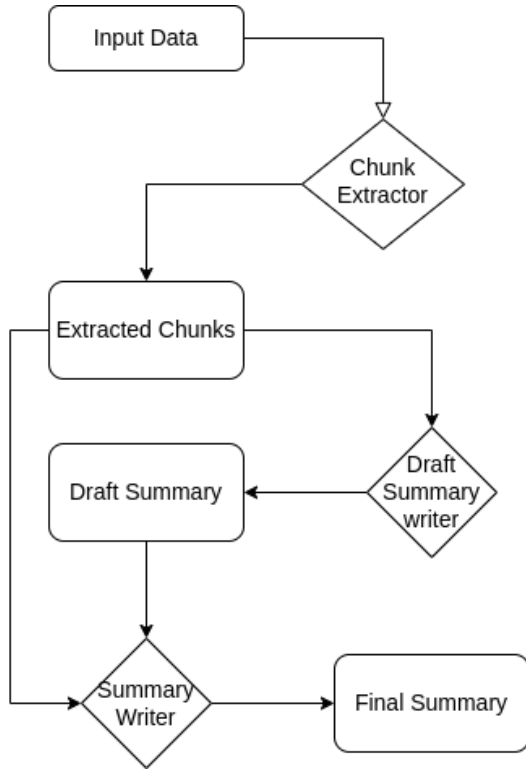 Input Data
Chunk
Extractor
Extracted Chunks
Draft Summary
Draft
Summary
writer
Summary
Writer
Final Summary